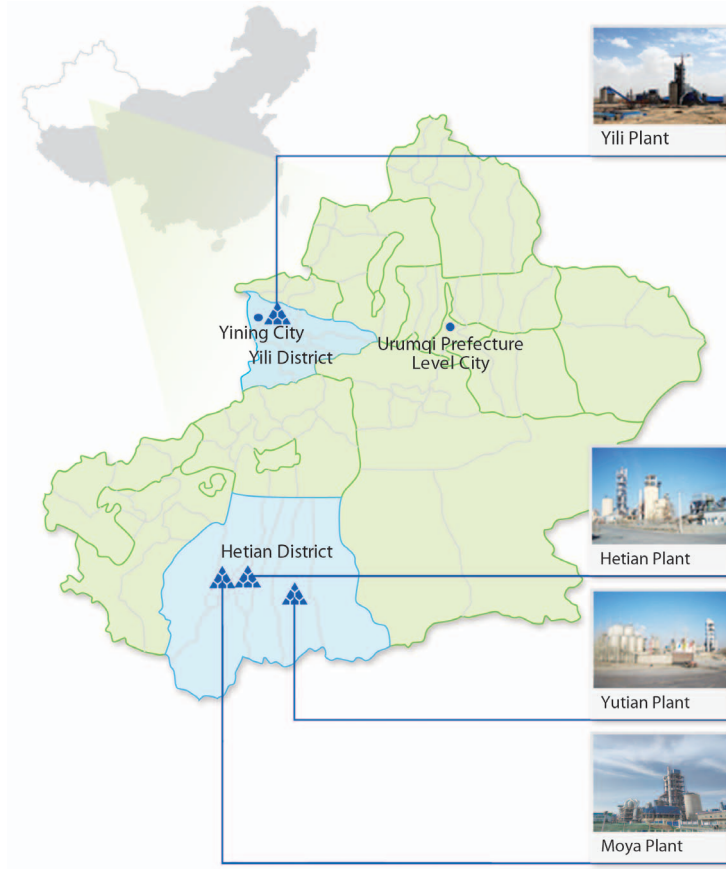 Yili Plant
Yining City
Yili District
Urumqi Prefecture
Level City
Hetian District
Hetian Plant
Yutian Plant
Moya Plant